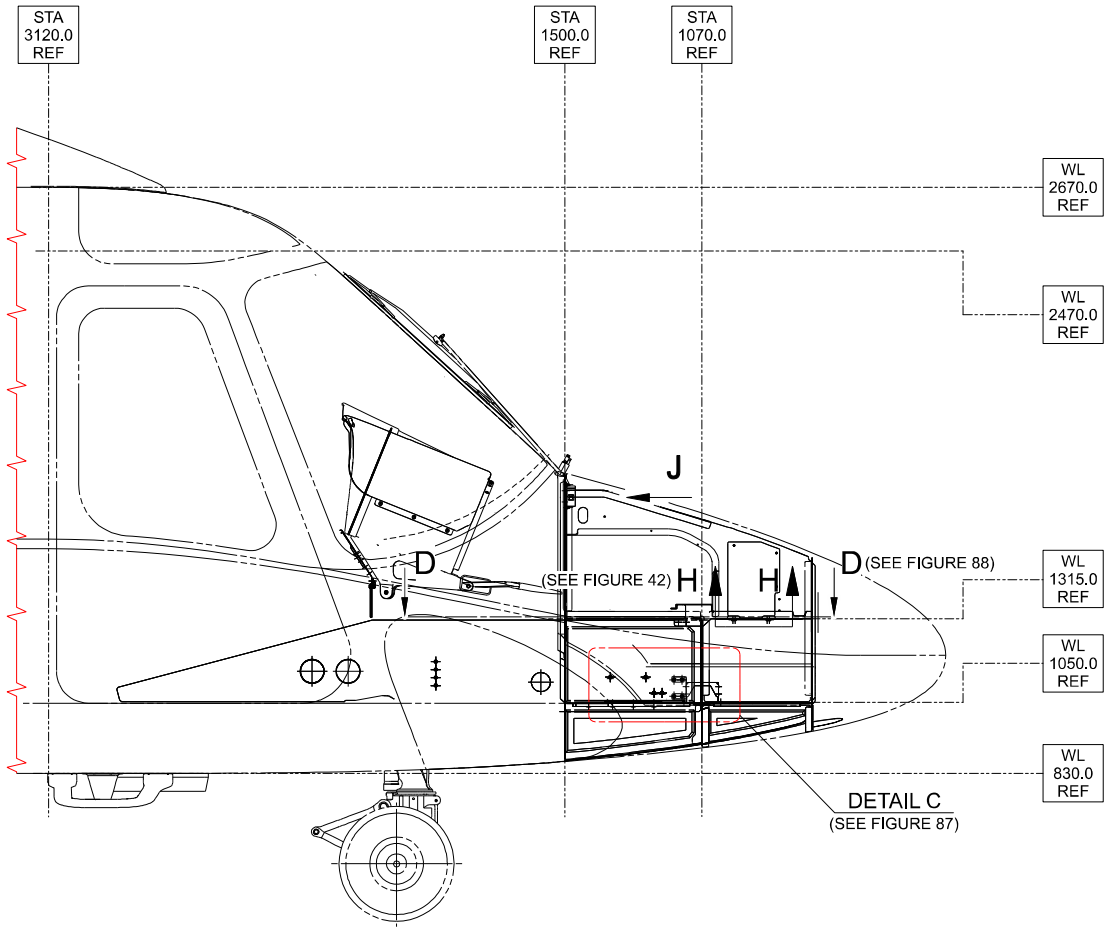 STA
3120.0
REF
STA
1500.0
REF
STA
1070.0
REF
WL
2670.0
REF
WL
2470.0
REF
J
D
(SEE FIGURE 42)
H
H
D
(SEE FIGURE 88)
WL
1315.0
REF
WL
1050.0
REF
WL
830.0
REF
DETAIL C
(SEE FIGURE 87)